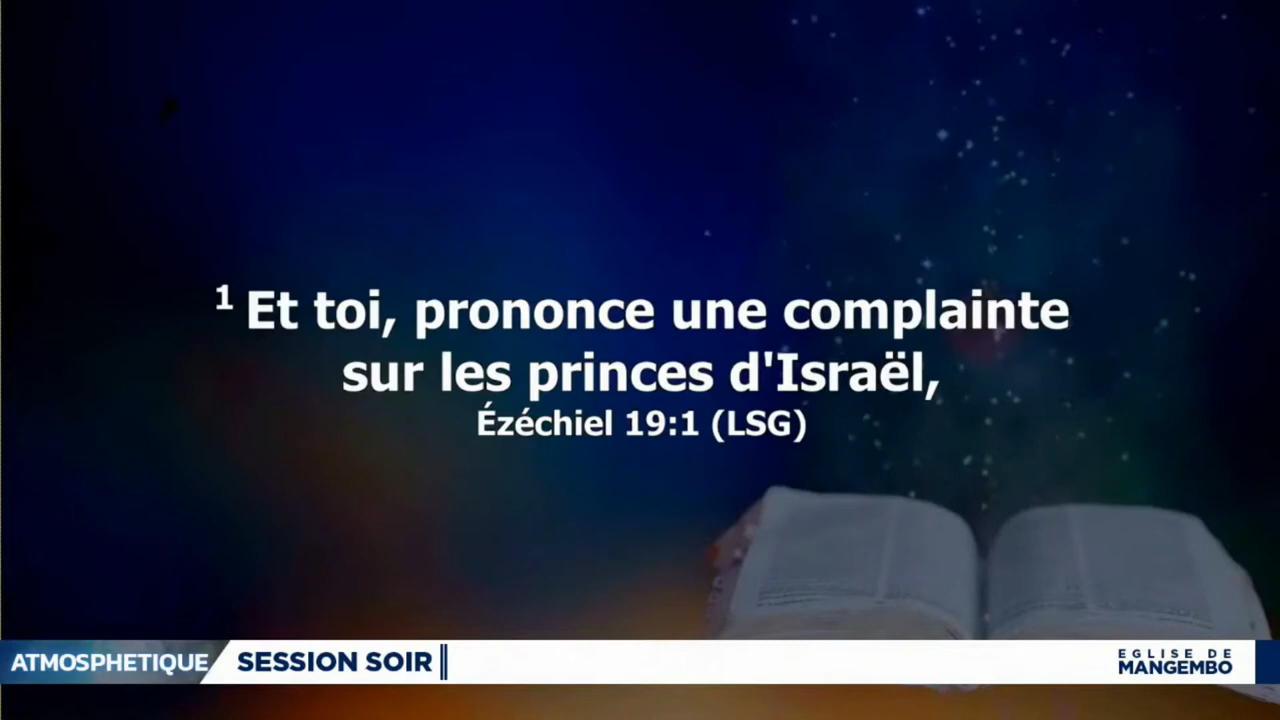 ¹ Et toi, prononce une complainte
sur les princes d'Israël,
Ézéchiel 19:1 (LSG)
ATMOSPHETIQUE
SESSION SOIR
EGLISE DE
MANGEMBO